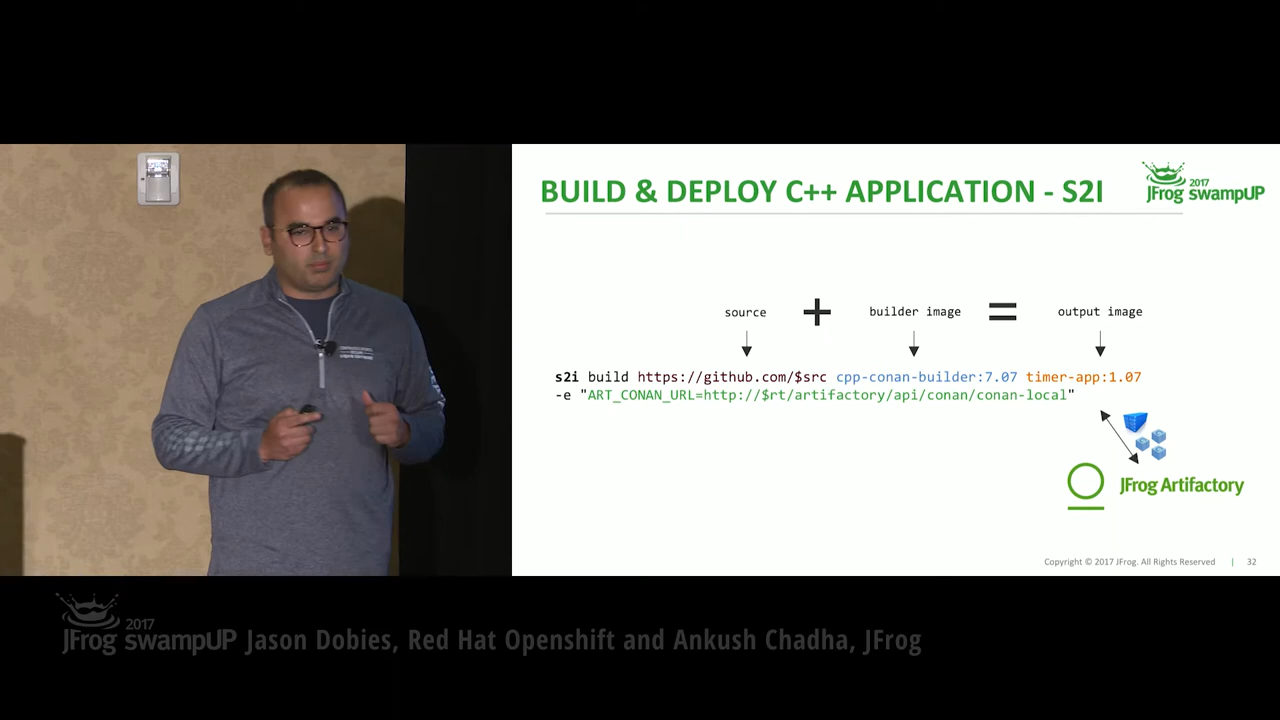 BUILD & DEPLOY C++ APPLICATION - S2I
2017
JFrog swampUP
source + builder image = output image
s2i build https://github.com/$src cpp-conan-builder:7.07 timer-app:1.07
-e "ART_CONAN_URL=http://$rt/artifactory/api/conan/conan-local"
JFrog Artifactory
Copyright © 2017 JFrog. All Rights Reserved | 32
2017
JFrog swampUP Jason Dobies, Red Hat Openshift and Ankush Chadha, JFrog